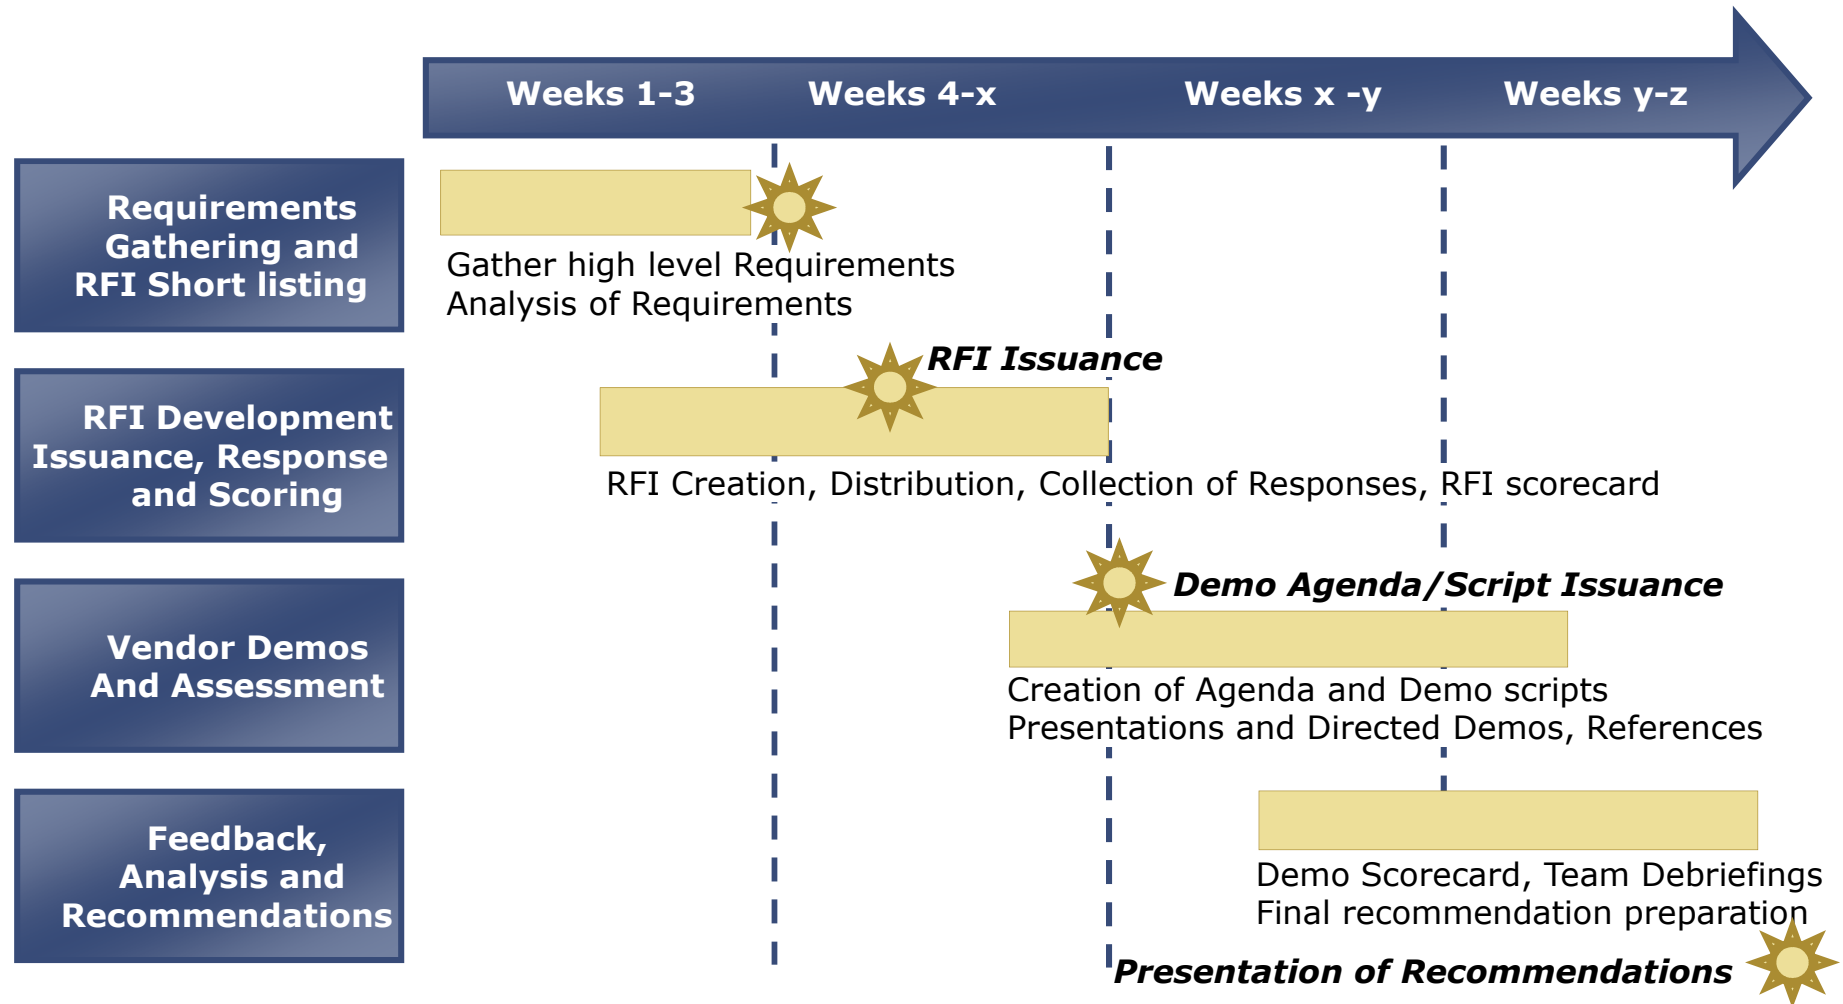 Weeks 1-3
Weeks 4-x
Weeks x -y
Weeks y-z
Requirements
Gathering and
RFI Short listing
Gather high level Requirements
Analysis of Requirements
RFI Issuance
RFI Development
Issuance, Response
and Scoring
RFI Creation, Distribution, Collection of Responses, RFI scorecard
Demo Agenda/Script Issuance
Vendor Demos
And Assessment
Creation of Agenda and Demo scripts
Presentations and Directed Demos, References
Feedback,
Analysis and
Recommendations
Demo Scorecard, Team Debriefings
Final recommendation preparation
Presentation of Recommendations